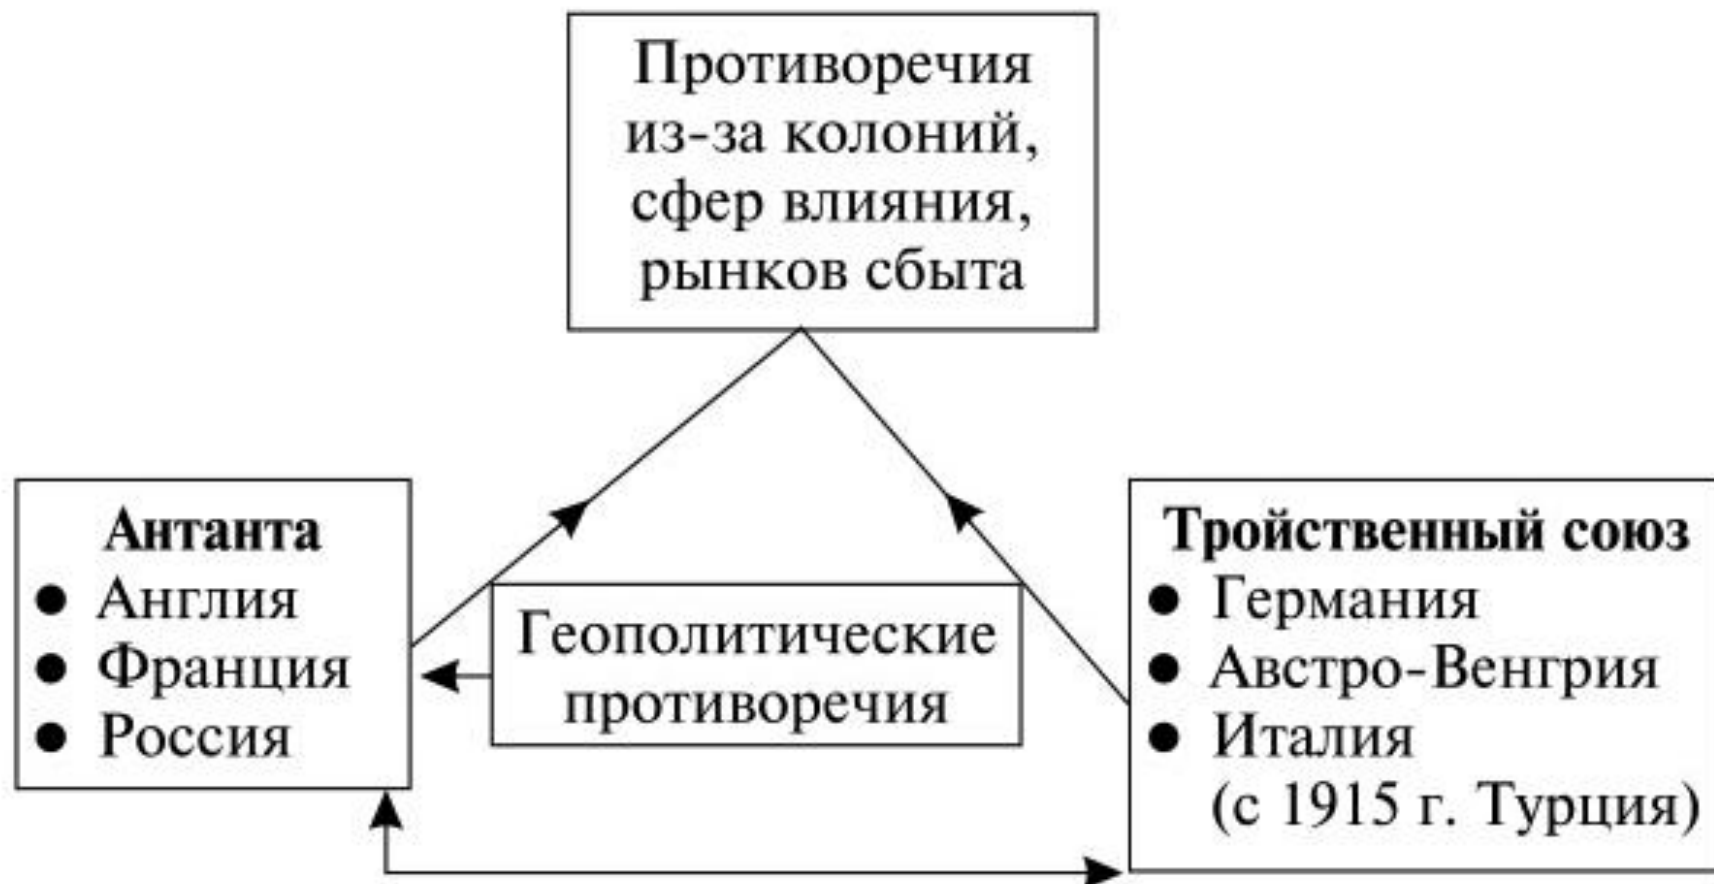 Противоречия
из-за колоний,
сфер влияния,
рынков сбыта
Антанта
● Англия
● Франция
● Россия
Геополитические
противоречия
Тройственный союз
● Германия
● Австро-Венгрия
● Италия
(с 1915 г. Турция)